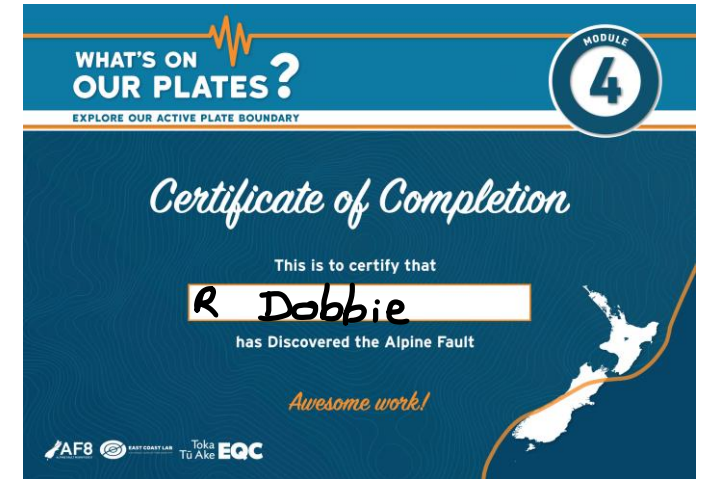 WHAT'S ON
OUR PLATES?
EXPLORE OUR ACTIVE PLATE BOUNDARY
MODULE
4
Certificate of Completion
This is to certify that
R Dobbie
has Discovered the Alpine Fault
Awesome work!
AF8
EAST COAST LAB
Toka
Tū Ake EQC